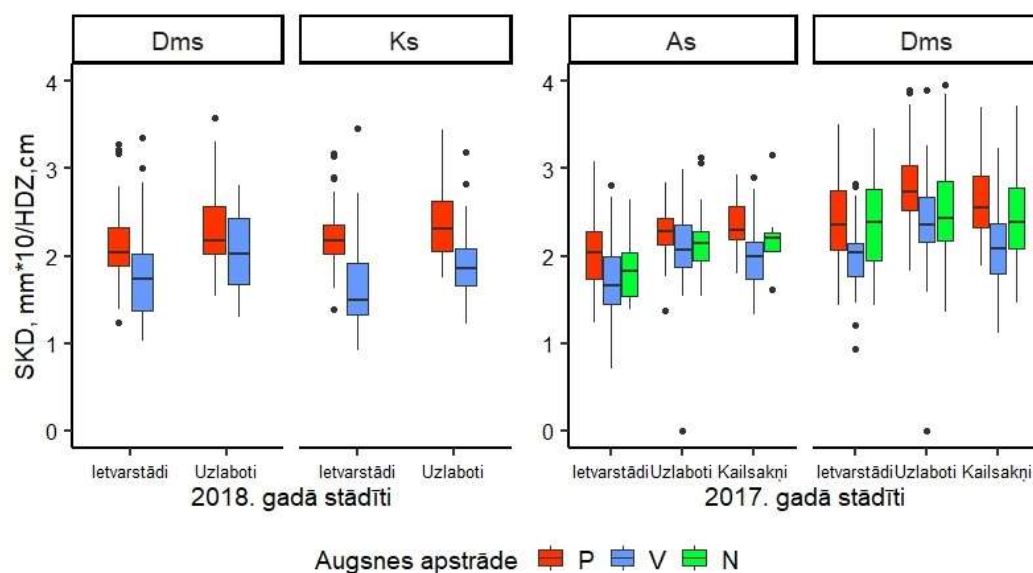 Dms Ks As Dms
SKD, mm*10/HDZ,cm
4 4
3 3
2 2
1 1
0 0
Ietvarstādi Uzlaboti Ietvarstādi Uzlaboti Ietvarstādi Uzlaboti Kailsakņi Ietvarstādi Uzlaboti Kailsakņi
2018. gadā stādīti 2017. gadā stādīti
Augsnes apstrāde P V N